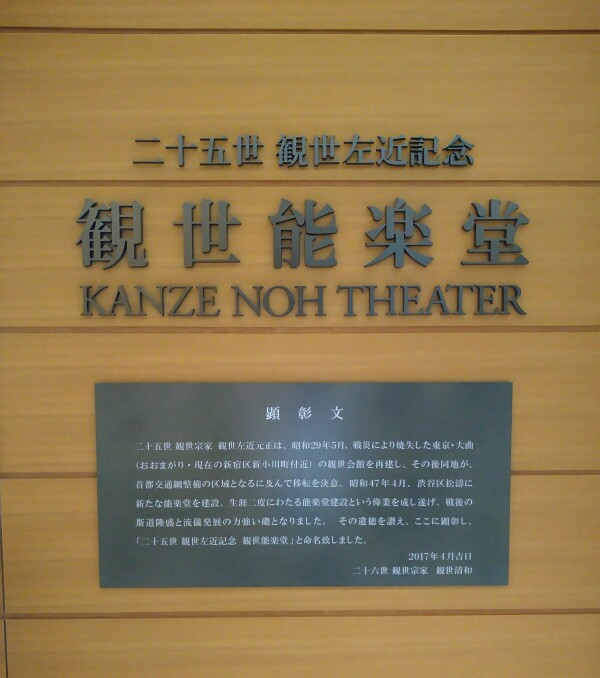 二十五世 観世左近記念
観世能楽堂
KANZE NOH THEATER
顕彰文
二十五世 観世宗家 観世左近元正は、昭和29年5月、戦災により焼失した東京・大曲
(おおまがり・現在の新宿区新小川町付近) の観世会館を再建し、その後同地が、
首都交通網整備の区域となるに及んで移転を決意、昭和47年4月、渋谷区松濤に
新たな能楽堂を建設。生涯二度にわたる能楽堂建設という偉業を成し遂げ、戦後の
斯道隆盛と流儀発展の力強い礎となりました。 その遺徳を讃え、ここに顕彰し、
「二十五世 観世左近記念 観世能楽堂」と命名致しました。
2017年4月吉日
二十六世 観世宗家 観世清和